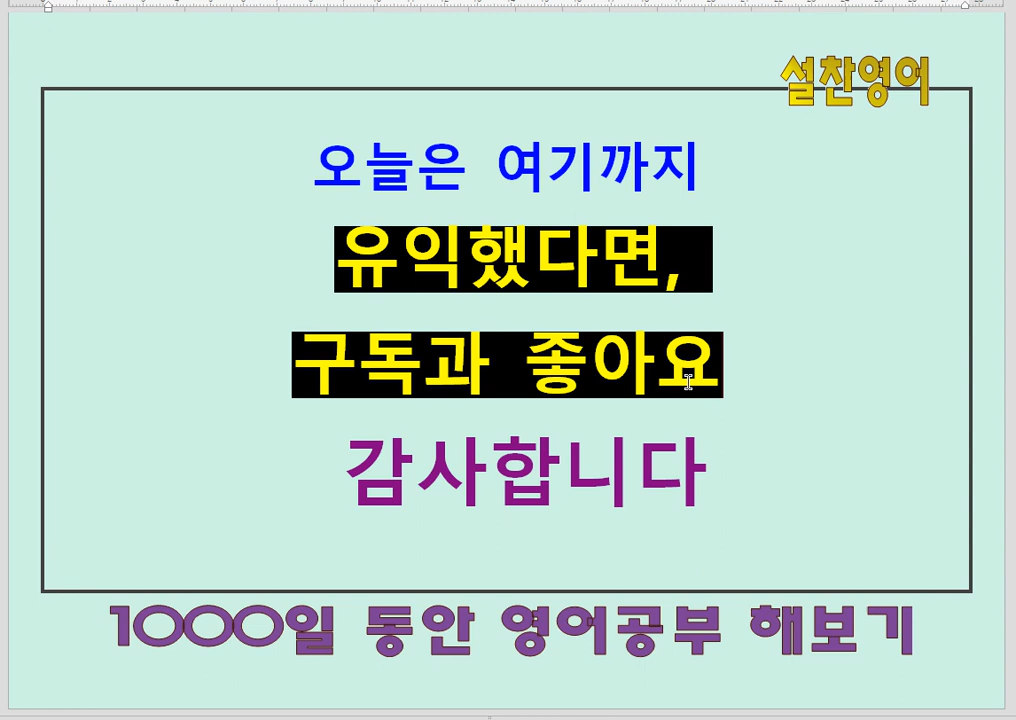 설찬영어
오늘은 여기까지
유익했다면,
구독과 좋아요
감사합니다
1000일 동안 영어공부 해보기